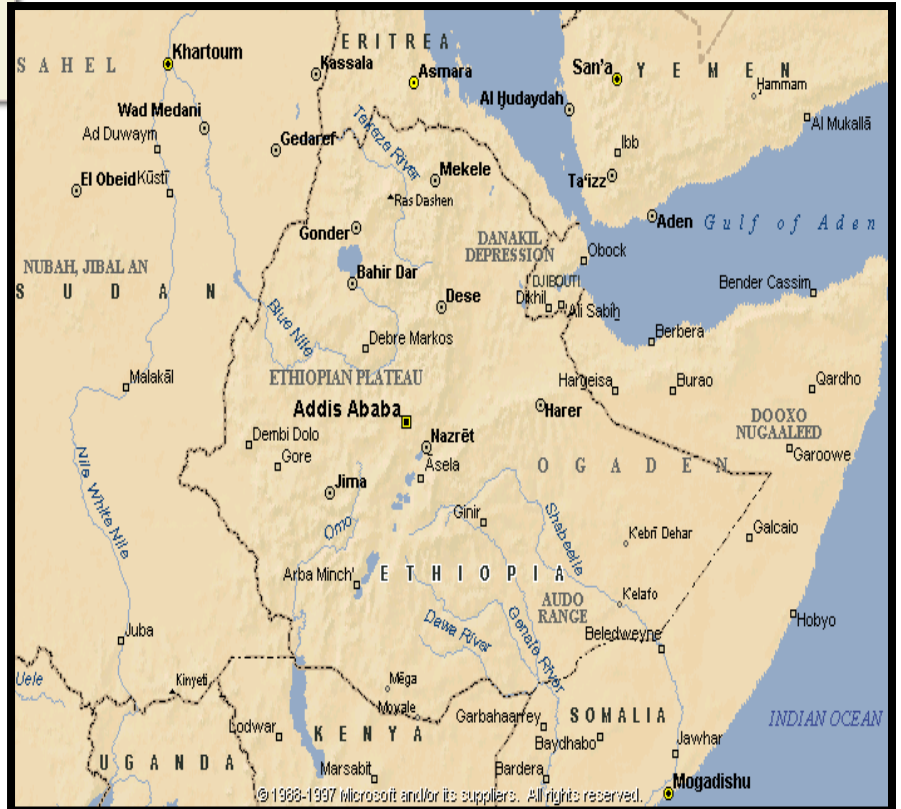 ERITREA
SAHEL
Khartoum
Kassala
Asmara
San'a
YEMEN
Ḩammam
Al Ḩudaydah
Wad Medani
Ad Duwaym
Gedaref
Tekeze River
Al Mukallā
Ibb
Mekele
Ta'izz
El Obeid
Kūstī
Ras Dashen
Gonder
Aden
Gulf of Aden
DANAKIL
DEPRESSION
Obock
NUBAH, JIBAL AN
Bahir Dar
DJIBOUTI
Bender Cassim
SUDAN
Dese
Dikhil
Ali Sabih
Blue Nile
Debre Markos
Berbera
Malakāl
ETHIOPIAN PLATEAU
Hargeisa
Burao
Qardho
Addis Ababa
Harer
DOOXO
NUGAALEED
Dembi Dolo
Nazrēt
Gore
Āsela
OGADEN
Garoowe
Jima
Nile White Nile
Omo
Ginir
Shabeelle
K'ebrī Dehar
Galcaio
Arba Minch'
ETHIOPIA
K'elafo
AUDO
RANGE
Hobyo
Dawa River
Genale River
Beledweyne
Juba
Uele
Kinyeti
Mēga
Moyale
Garbahaarrey
SOMALIA
INDIAN OCEAN
Lodwar
KENYA
Baydhabo
Jawhar
UGANDA
Marsabit
Bardera
Mogadishu
©1988-1997 Microsoft and/or its suppliers. All rights reserved.